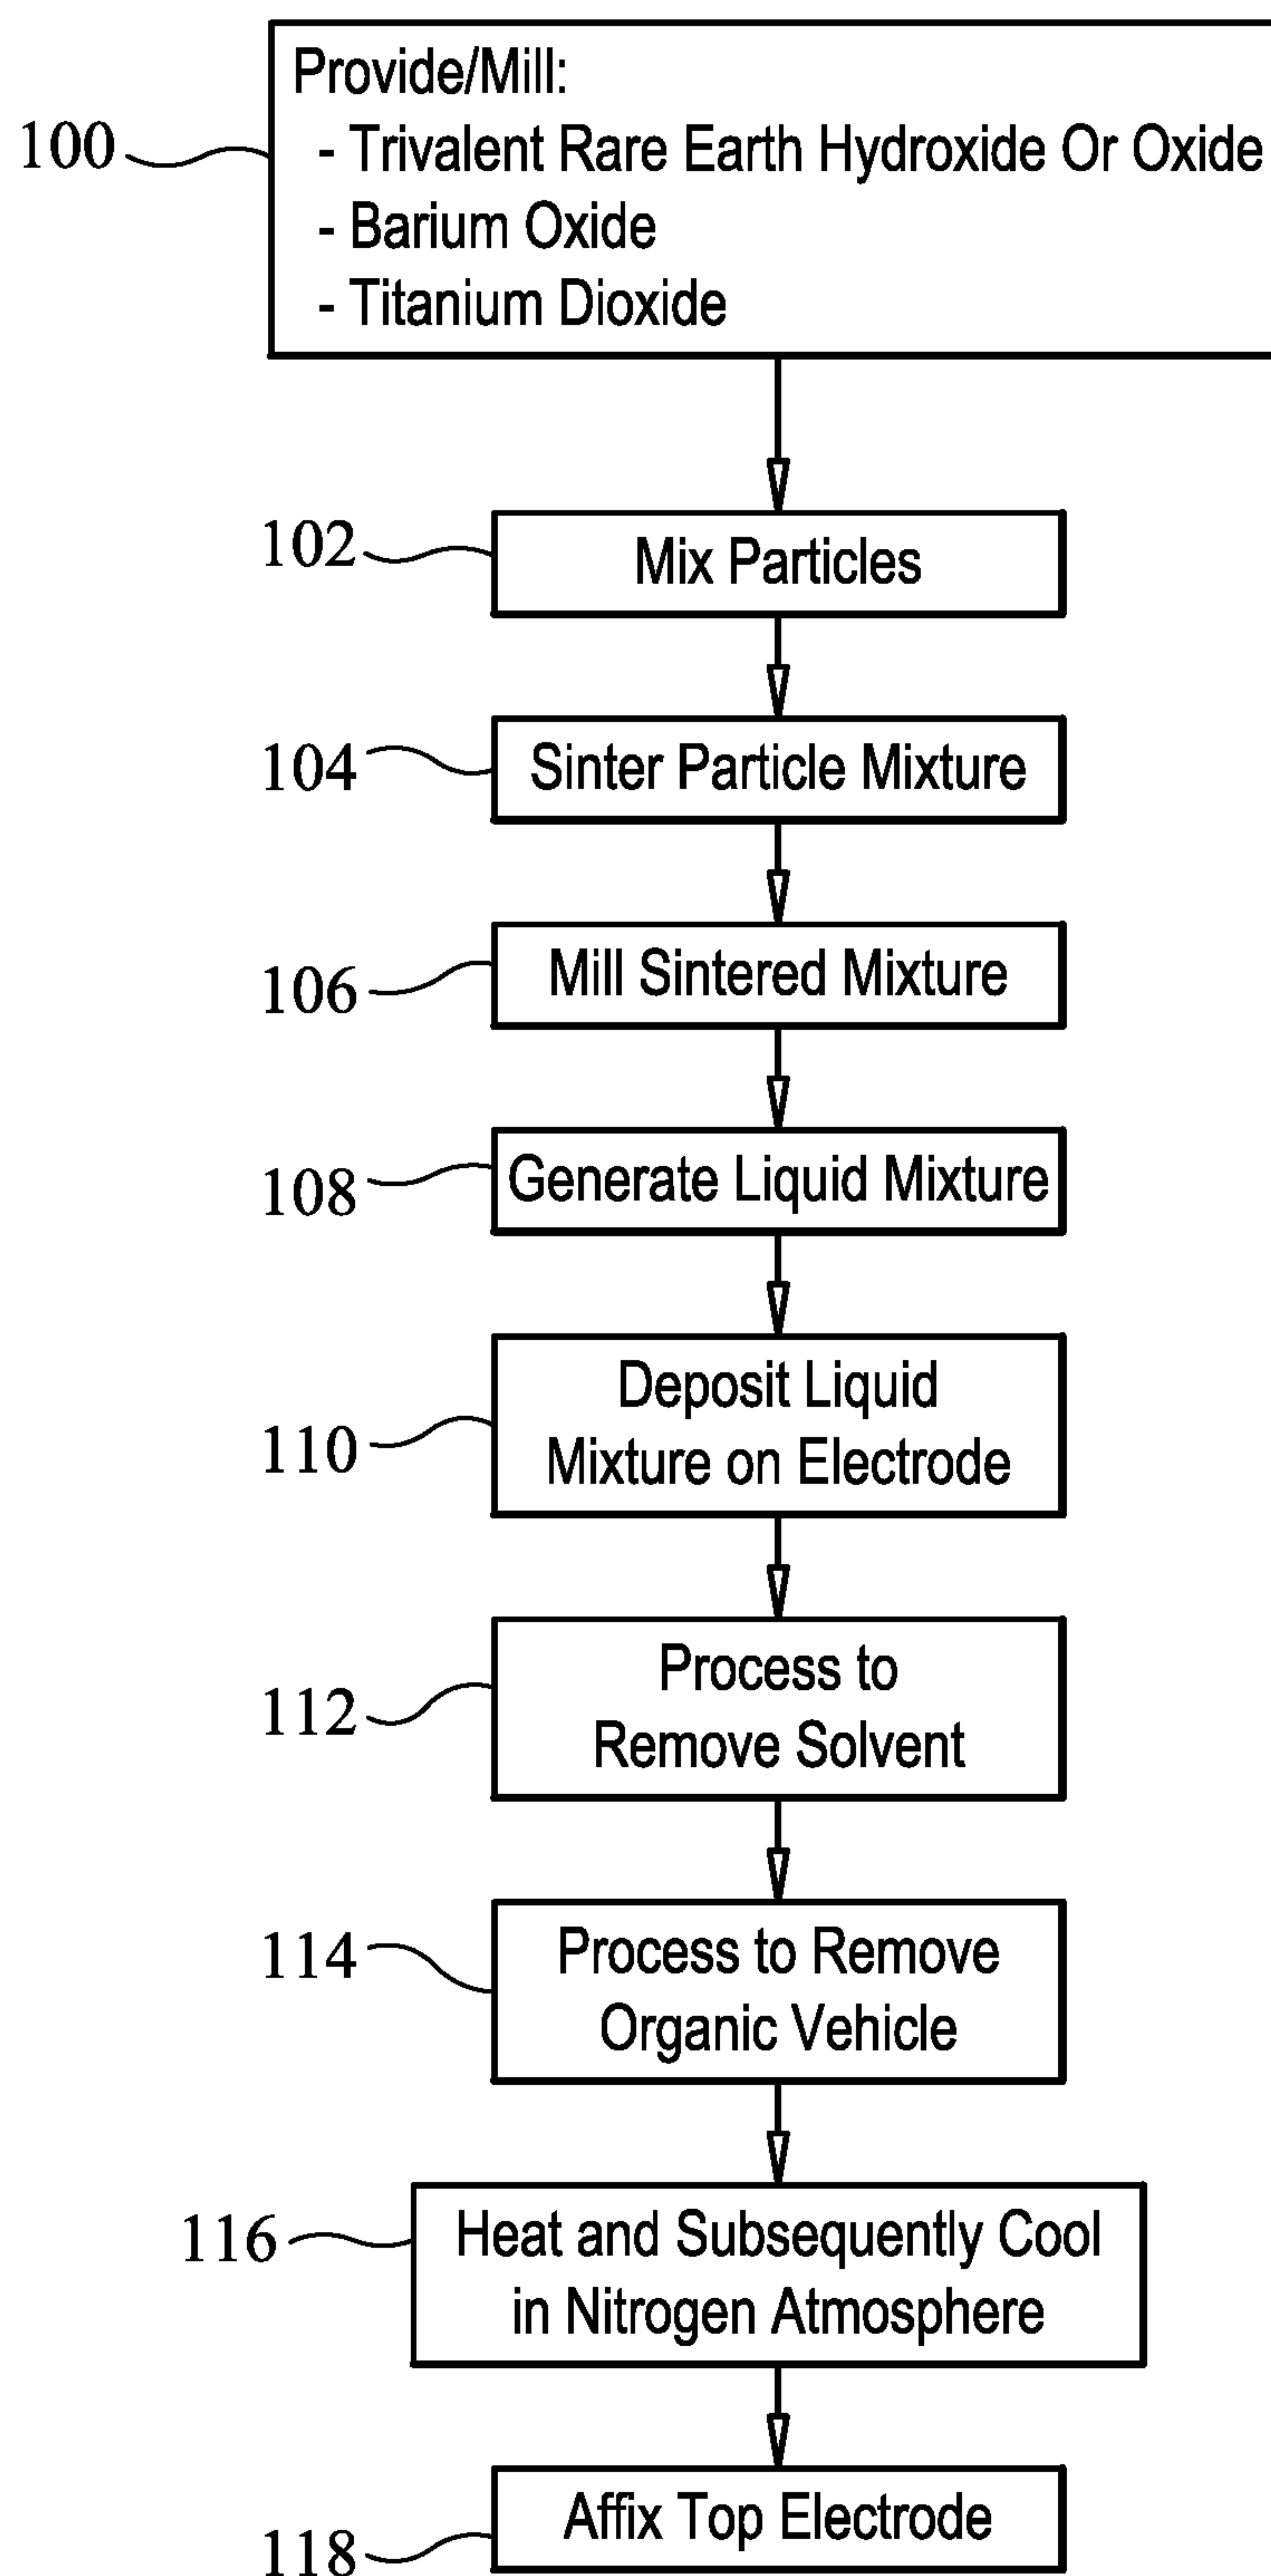 Provide/Mill:
100
- Trivalent Rare Earth Hydroxide Or Oxide
- Barium Oxide
- Titanium Dioxide
102
Mix Particles
104
Sinter Particle Mixture
106
Mill Sintered Mixture
108
Generate Liquid Mixture
110
Deposit Liquid
Mixture on Electrode
112
Process to
Remove Solvent
114
Process to Remove
Organic Vehicle
116
Heat and Subsequently Cool
in Nitrogen Atmosphere
118
Affix Top Electrode